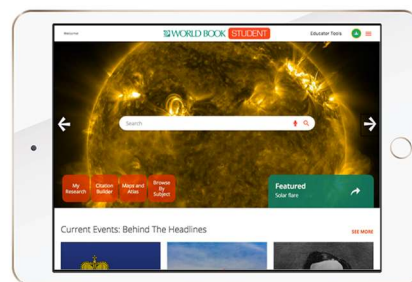 Welcome
WORLD BOOK STUDENT
Educator Tools
Search
My
Research
Citation
Builder
Maps and
Atlas
Browse
By
Subject
Featured
Solar flare
Current Events: Behind The Headlines
SEE MORE